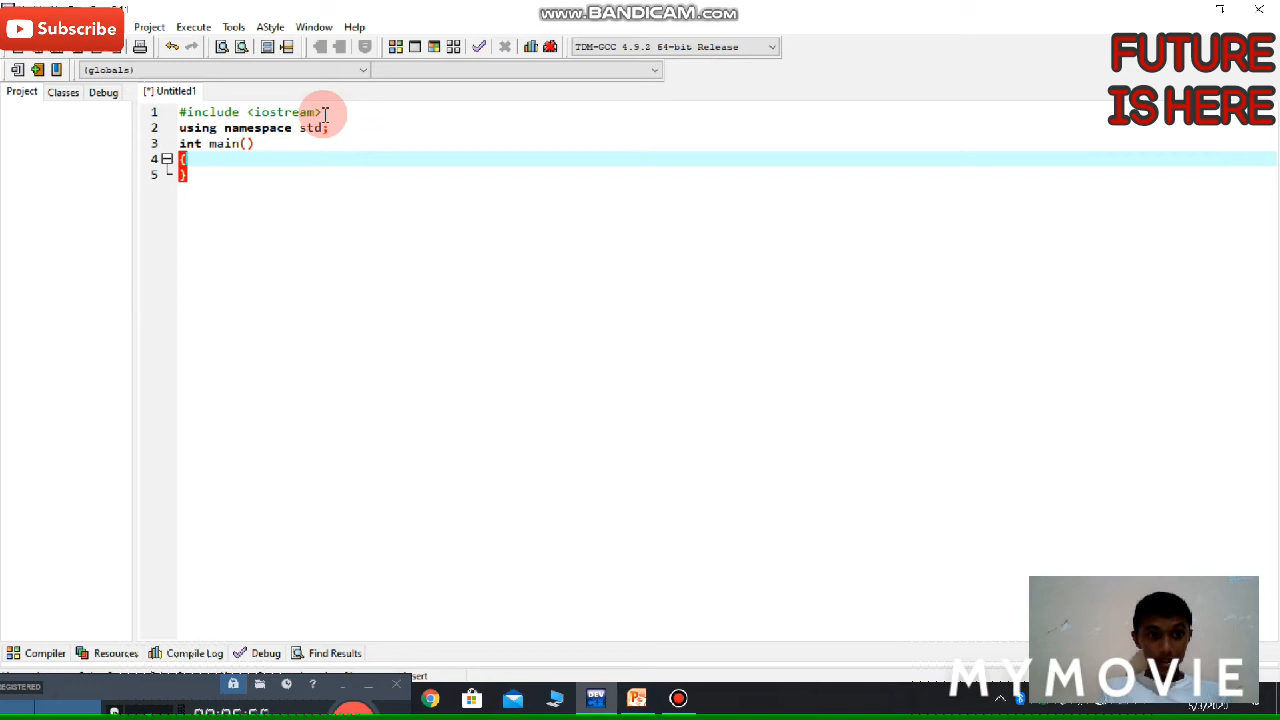 www.BANDICAM.com
Subscribe
Project Execute Tools AStyle Window Help
TDM-GCC 4.9.2 64-bit Release
(globals)
FUTURE
IS HERE
Project Classes Debug
[*] Untitled1
1 #include <iostream>
2 using namespace std;
3 int main()
4 {
5 }
Compiler Resources Compile Log Debug Find Results
MYMOVIE
DEV